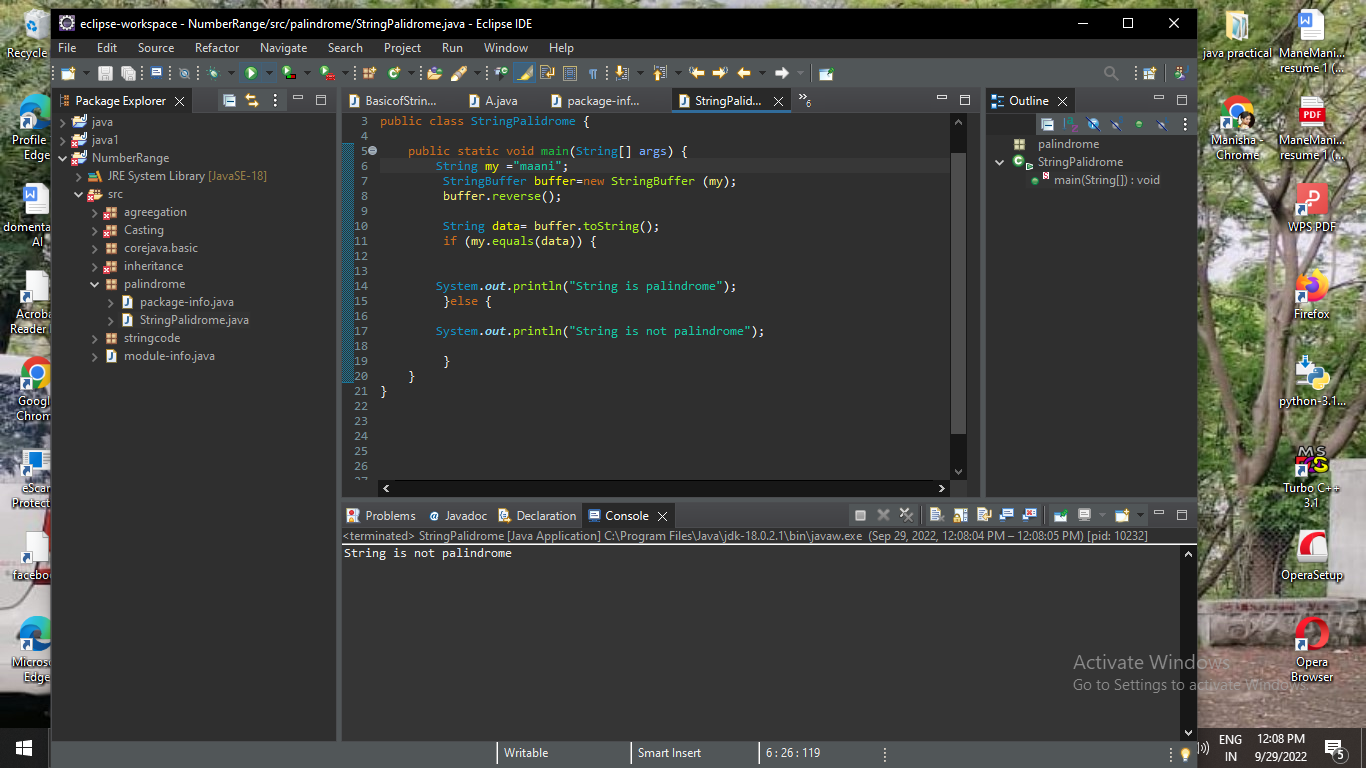 eclipse-workspace - NumberRange/src/palindrome/StringPalidrome.java - Eclipse IDE
File Edit Source Refactor Navigate Search Project Run Window Help
Package Explorer
java
java1
NumberRange
JRE System Library [JavaSE-18]
src
agreegation
Casting
corejava.basic
inheritance
palindrome
package-info.java
StringPalidrome.java
stringcode
module-info.java
BasicofStrin... A.java package-inf... StringPalid... 6
3 public class StringPalidrome {
4
5 public static void main(String[] args) {
6 String my ="maani";
7 StringBuffer buffer=new StringBuffer (my);
8 buffer.reverse();
9
10 String data= buffer.toString();
11 if (my.equals(data)) {
12
13
14 System.out.println("String is palindrome");
15 }else {
16
17 System.out.println("String is not palindrome");
18
19 }
20 }
21 }
22
23
24
25
26
Outline
palindrome
StringPalidrome
main(String[]) : void
Problems Javadoc Declaration Console
<terminated> StringPalidrome [Java Application] C:\Program Files\Java\jdk-18.0.2.1\bin\javaw.exe (Sep 29, 2022, 12:08:04 PM – 12:08:05 PM) [pid: 10232]
String is not palindrome
Writable Smart Insert 6 : 26 : 119
Recycle
Profile
Edge
domenta
AI
Acroba
Reader
Googl
Chrom
eScan
Protect
facebo
Micros
Edge
java practical
ManeMani...
resume 1 (...
Manisha -
Chrome
PDF
ManeMani...
resume 1 (...
WPS PDF
Firefox
python-3.1...
Turbo C++
3.1
OperaSetup
Opera
Browser
Activate Windows
Go to Settings to activate Windows.
ENG
IN
12:08 PM
9/29/2022
5